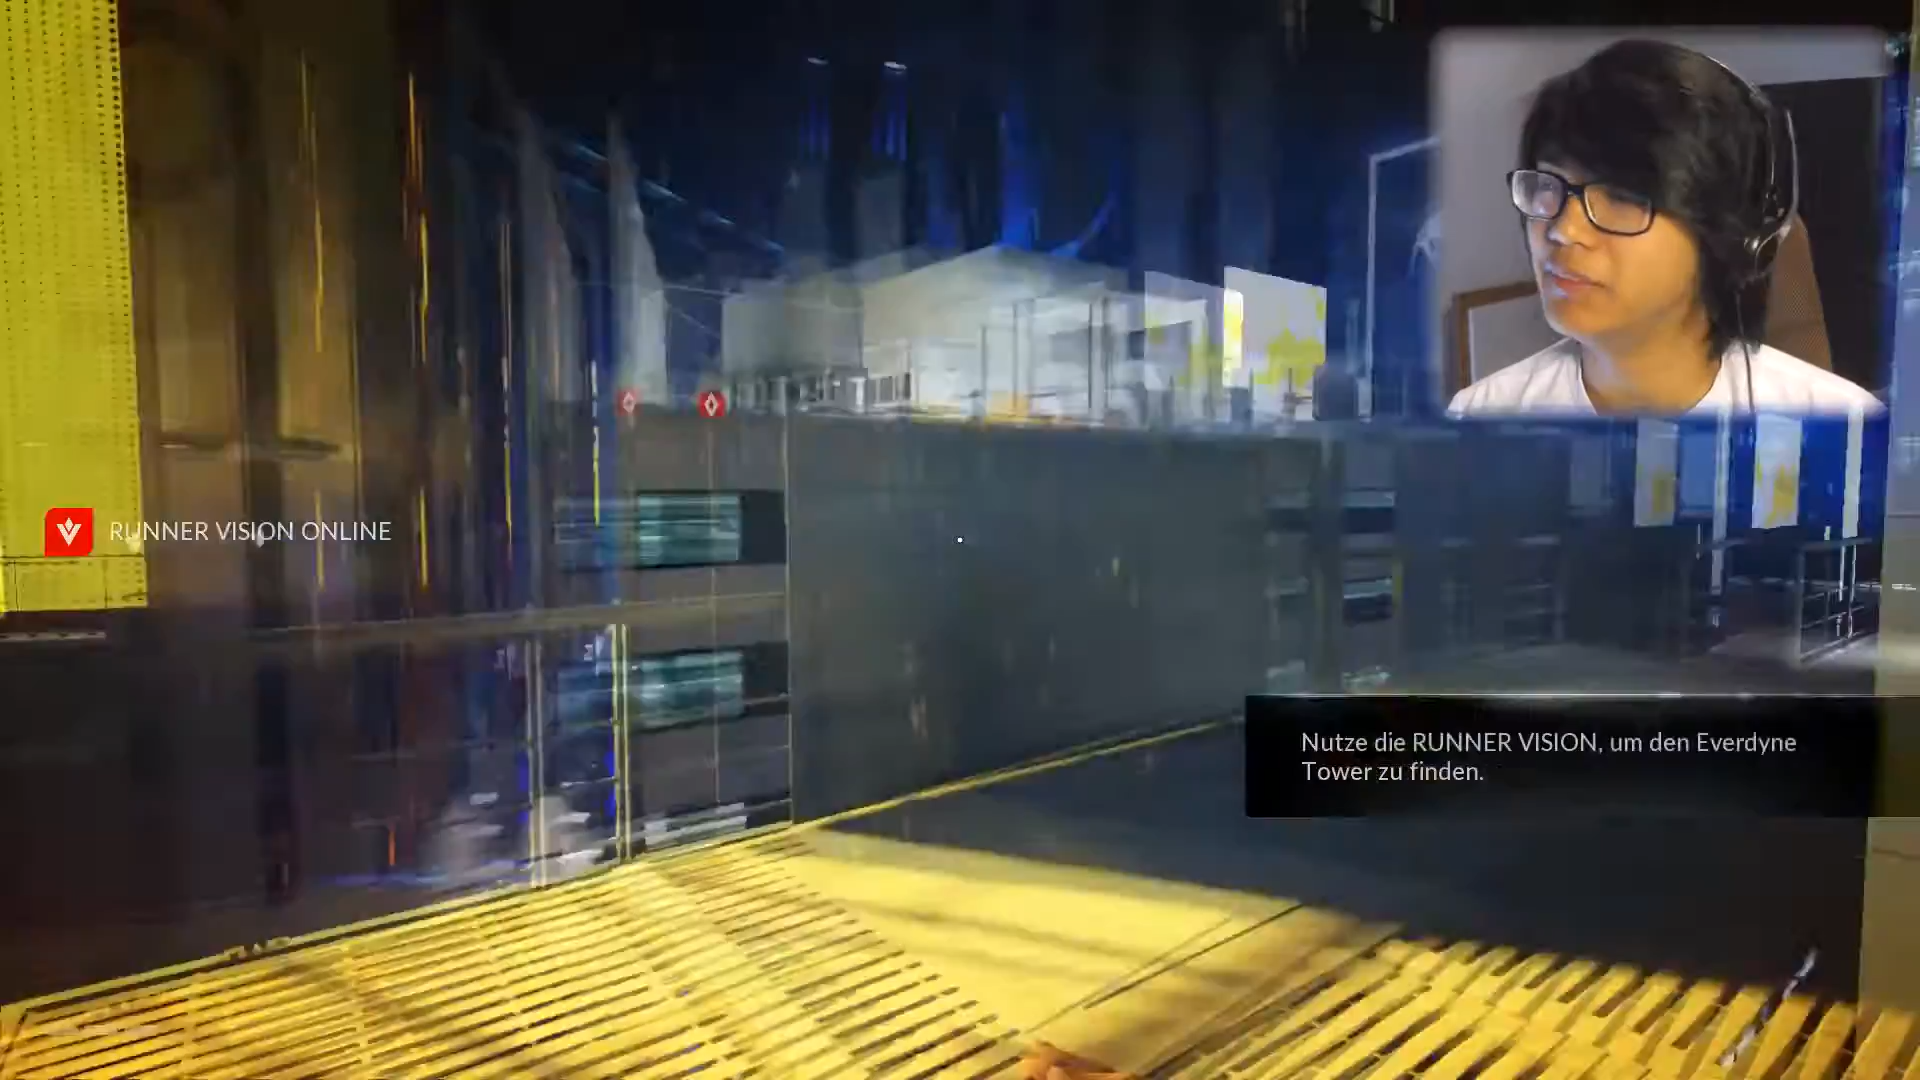 RUNNER VISION ONLINE
Nutze die RUNNER VISION, um den Everdyne
Tower zu finden.